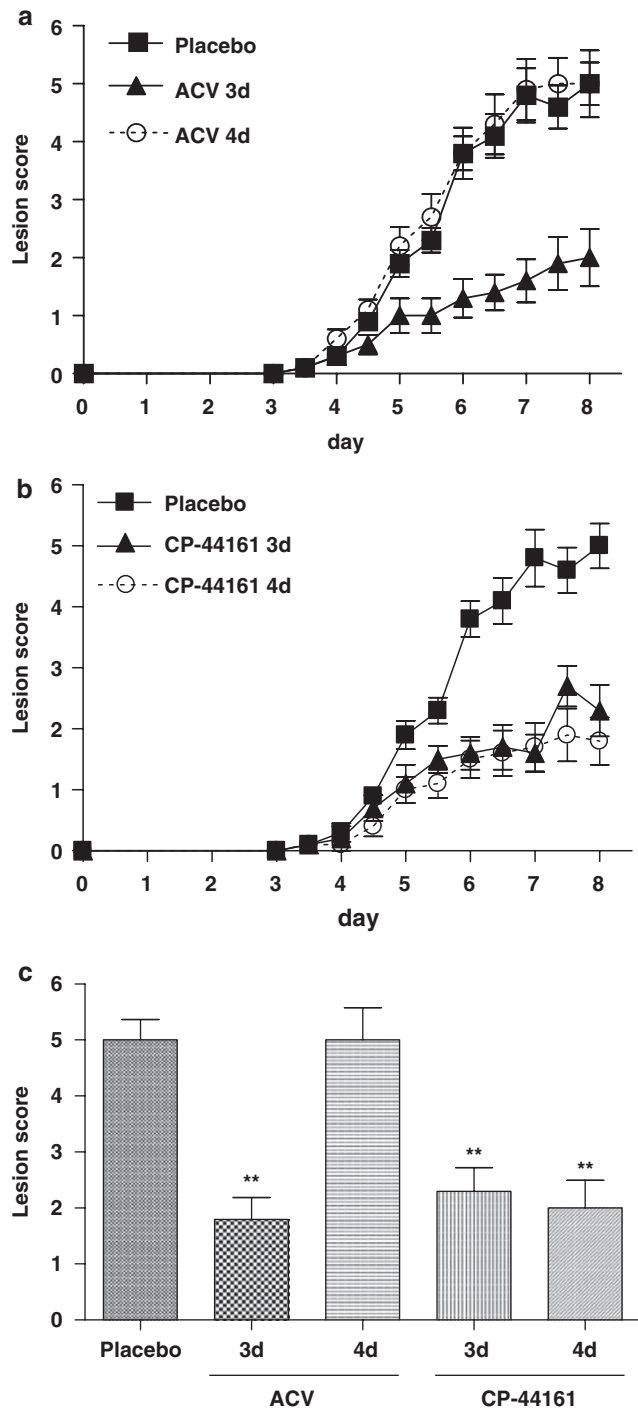 a
6
5
4
3
2
1
0
Lesion score
Placebo
ACV 3d
ACV 4d
0 1 2 3 4 5 6 7 8
day
b
6
5
4
3
2
1
0
Lesion score
Placebo
CP-44161 3d
CP-44161 4d
0 1 2 3 4 5 6 7 8
day
c
6
5
4
3
2
1
0
Lesion score
**
**
**
Placebo 3d 4d 3d 4d
ACV CP-44161